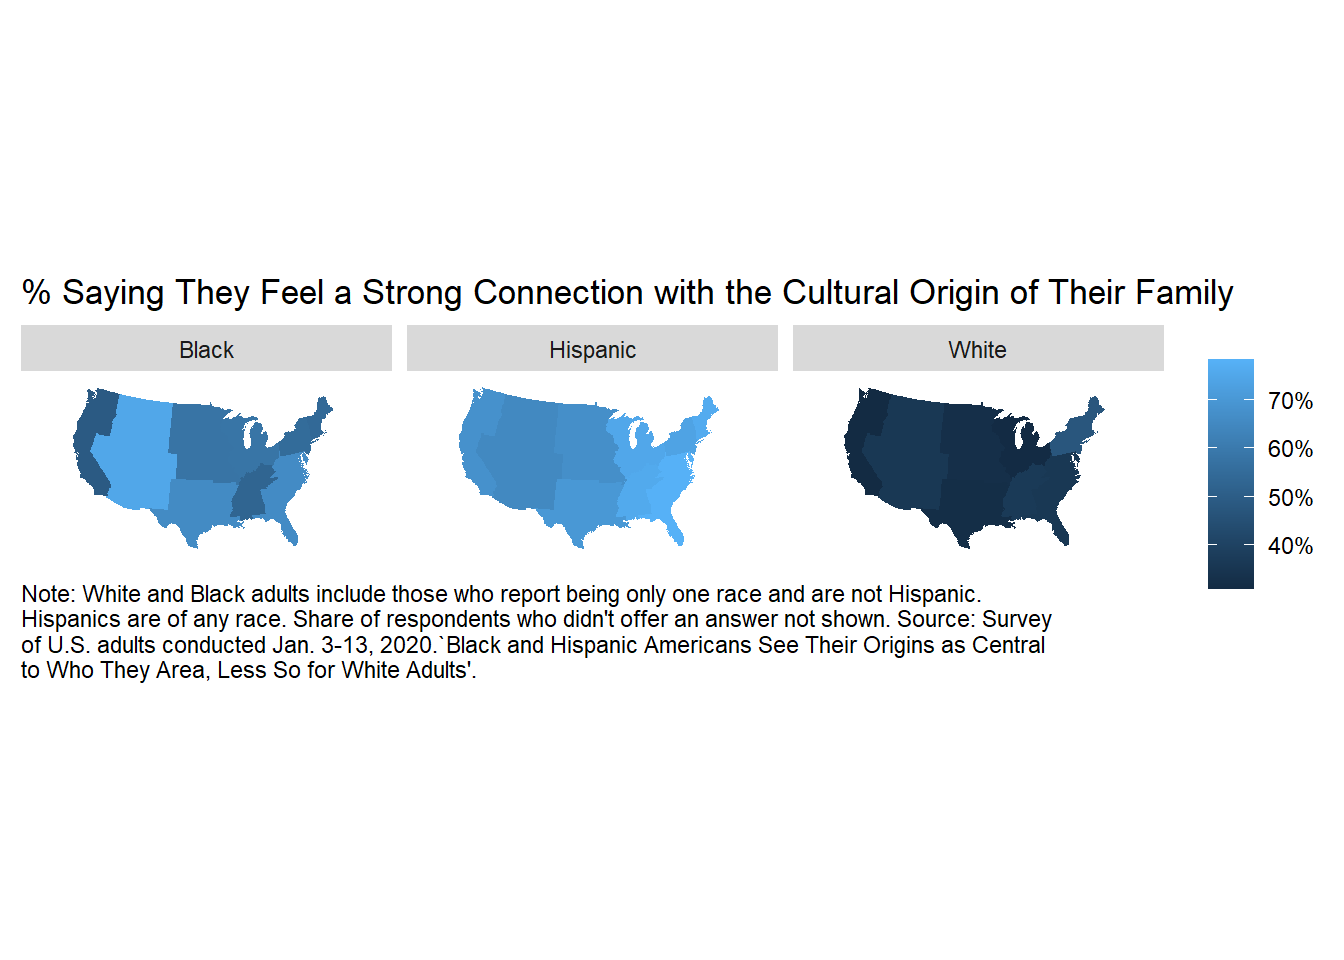 % Saying They Feel a Strong Connection with the Cultural Origin of Their Family
Black
Hispanic
White
70%
60%
50%
40%
Note: White and Black adults include those who report being only one race and are not Hispanic.
Hispanics are of any race. Share of respondents who didn't offer an answer not shown. Source: Survey
of U.S. adults conducted Jan. 3-13, 2020.`Black and Hispanic Americans See Their Origins as Central
to Who They Area, Less So for White Adults'.